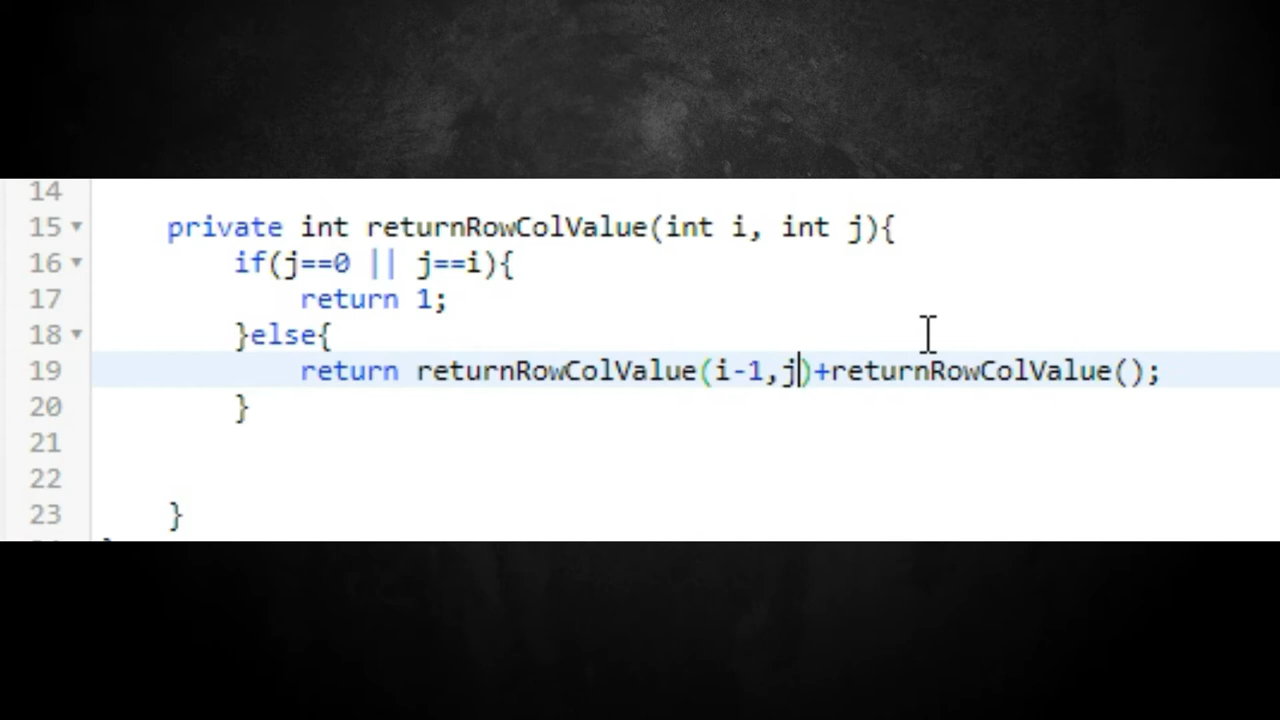 14
15 private int returnRowColValue(int i, int j){
16 if(j==0 || j==i){
17 return 1;
18 }else{
19 return returnRowColValue(i-1,j)+returnRowColValue();
20 }
21
22
23 }